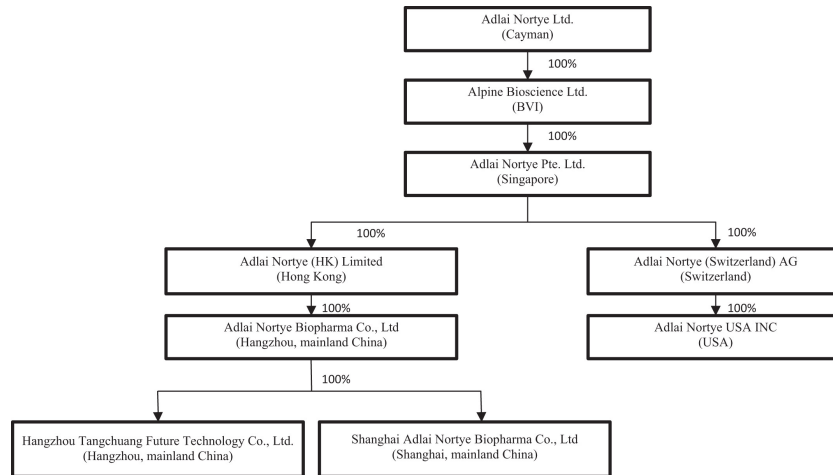 Adlai Nortye Ltd.
(Cayman)
100%
Alpine Bioscience Ltd.
(BVI)
100%
Adlai Nortye Pte. Ltd.
(Singapore)
100%
100%
Adlai Nortye (HK) Limited
(Hong Kong)
Adlai Nortye (Switzerland) AG
(Switzerland)
100%
100%
Adlai Nortye Biopharma Co., Ltd
(Hangzhou, mainland China)
Adlai Nortye USA INC
(USA)
100%
Hangzhou Tangchuang Future Technology Co., Ltd.
(Hangzhou, mainland China)
Shanghai Adlai Nortye Biopharma Co., Ltd
(Shanghai, mainland China)